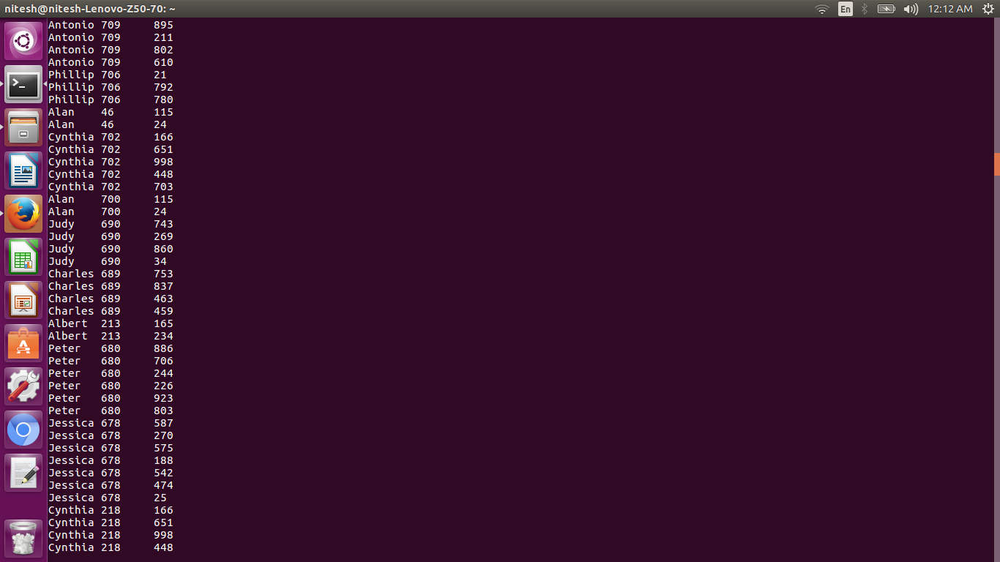 nitesh@nitesh-Lenovo-Z50-70: ~ En 12:12 AM
Antonio 709 895
Antonio 709 211
Antonio 709 802
Antonio 709 610
Phillip 706 21
Phillip 706 792
Phillip 706 780
Alan 46 115
Alan 46 24
Cynthia 702 166
Cynthia 702 651
Cynthia 702 998
Cynthia 702 448
Cynthia 702 703
Alan 700 115
Alan 700 24
Judy 690 743
Judy 690 269
Judy 690 860
Judy 690 34
Charles 689 753
Charles 689 837
Charles 689 463
Charles 689 459
Albert 213 165
Albert 213 234
Peter 680 886
Peter 680 706
Peter 680 244
Peter 680 226
Peter 680 923
Peter 680 803
Jessica 678 587
Jessica 678 270
Jessica 678 575
Jessica 678 188
Jessica 678 542
Jessica 678 474
Jessica 678 25
Cynthia 218 166
Cynthia 218 651
Cynthia 218 998
Cynthia 218 448